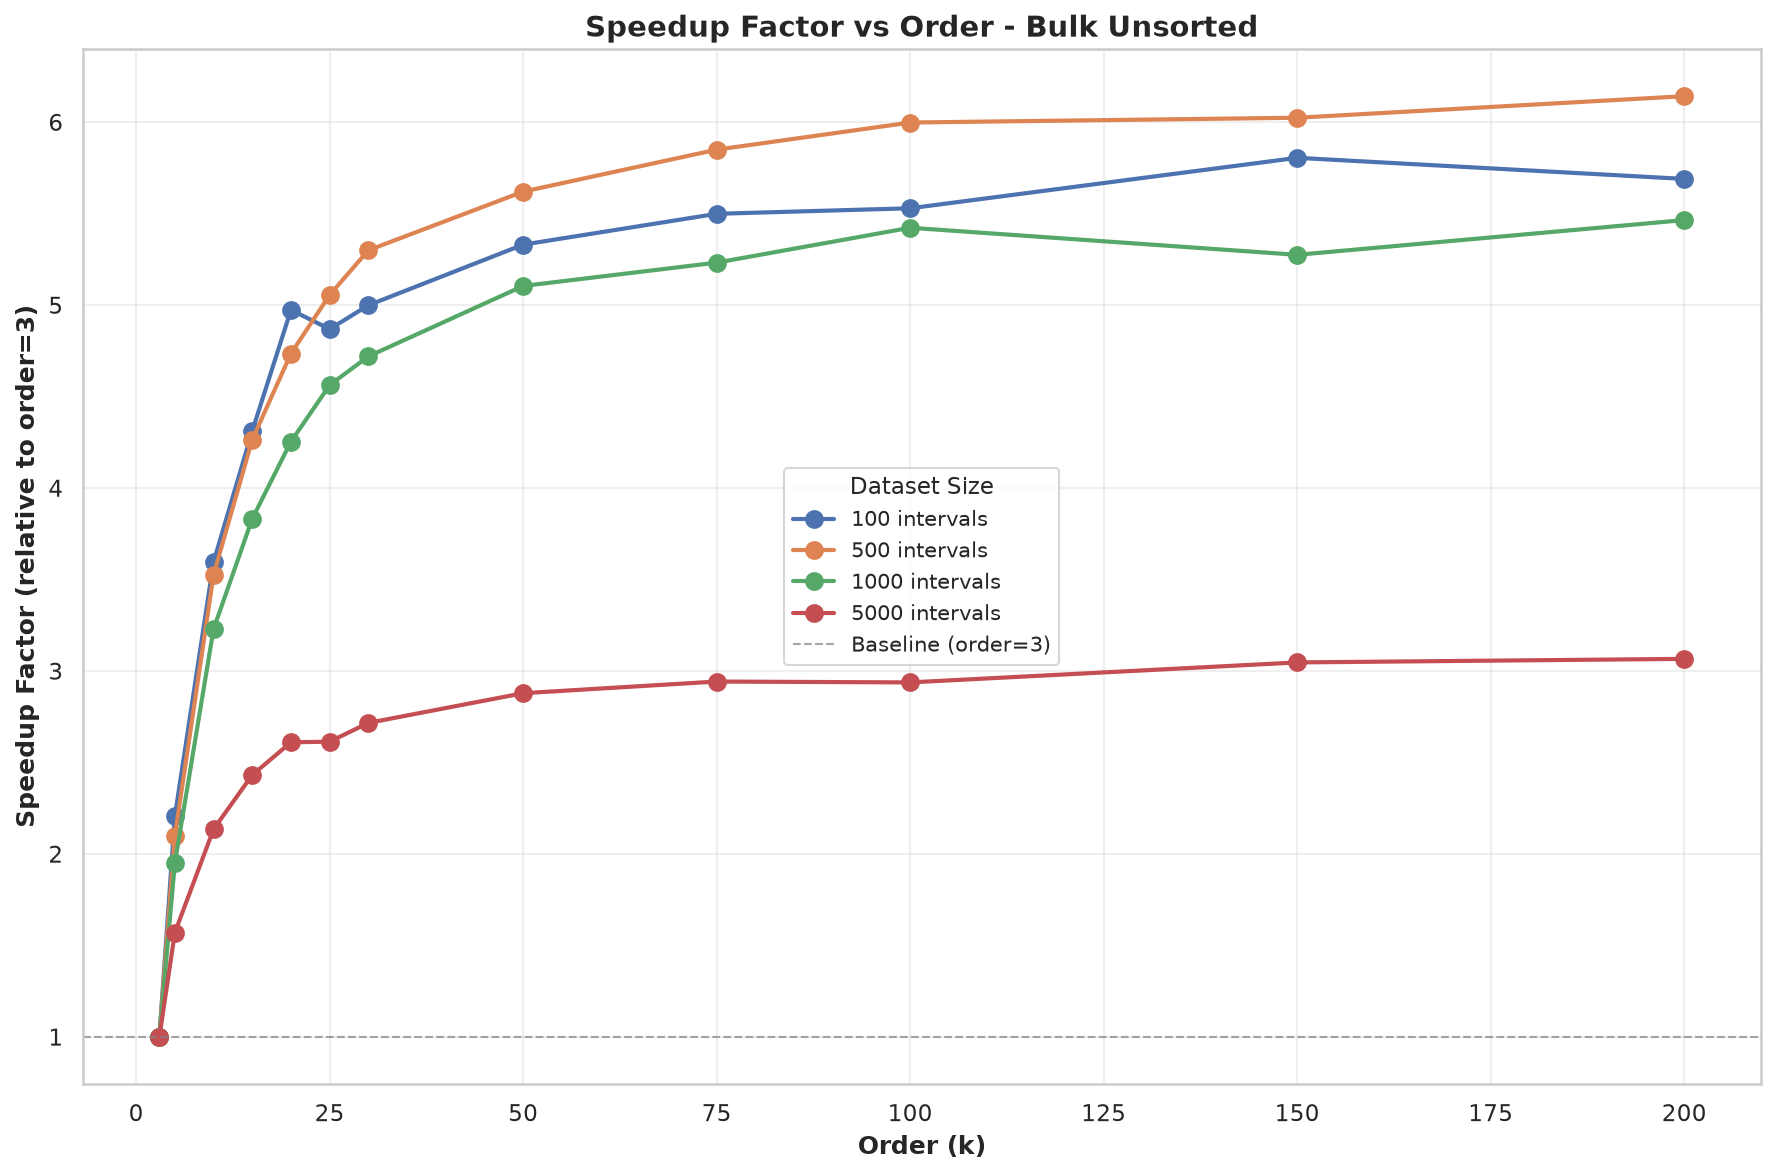 Speedup Factor vs Order - Bulk Unsorted
Speedup Factor (relative to order=3)
6
5
4
3
2
1
Dataset Size
100 intervals
500 intervals
1000 intervals
5000 intervals
Baseline (order=3)
0 25 50 75 100 125 150 175 200
Order (k)